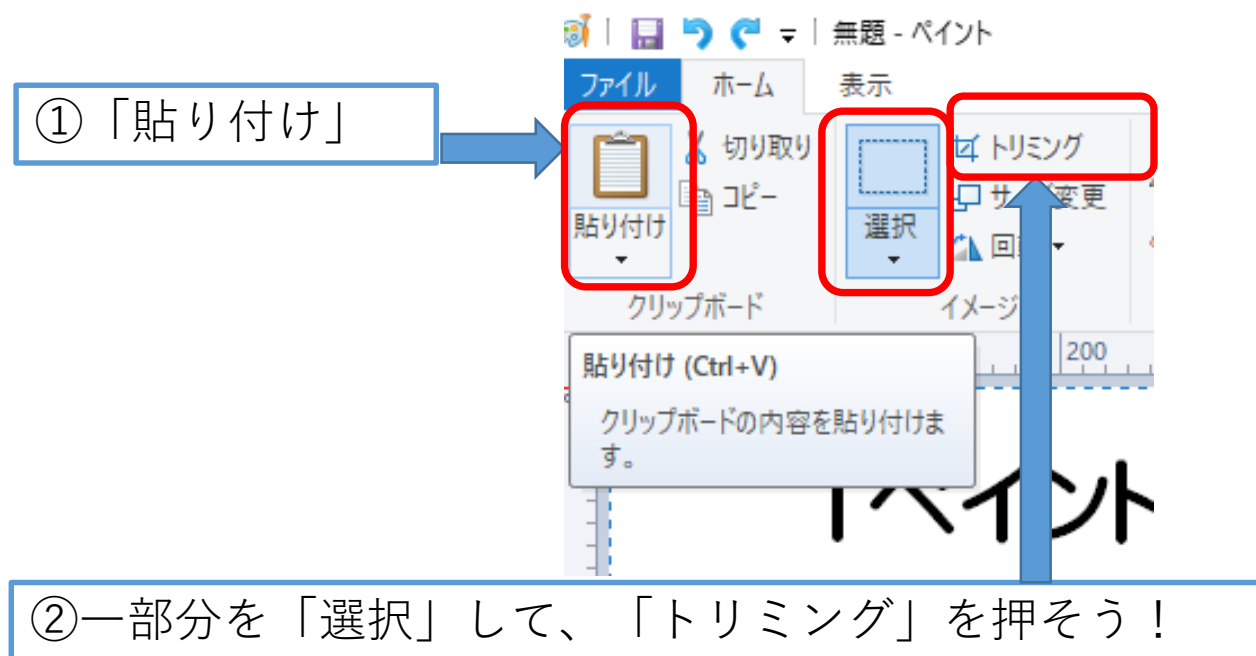 無題 - ペイント
ファイル ホーム 表示
①「貼り付け」
切り取り
トリミング
コピー
貼り付け
選択
クリップボード
200
貼り付け (Ctrl+V)
クリップボードの内容を貼り付けま
す。
ペイント
②一部分を「選択」して、「トリミング」を押そう！